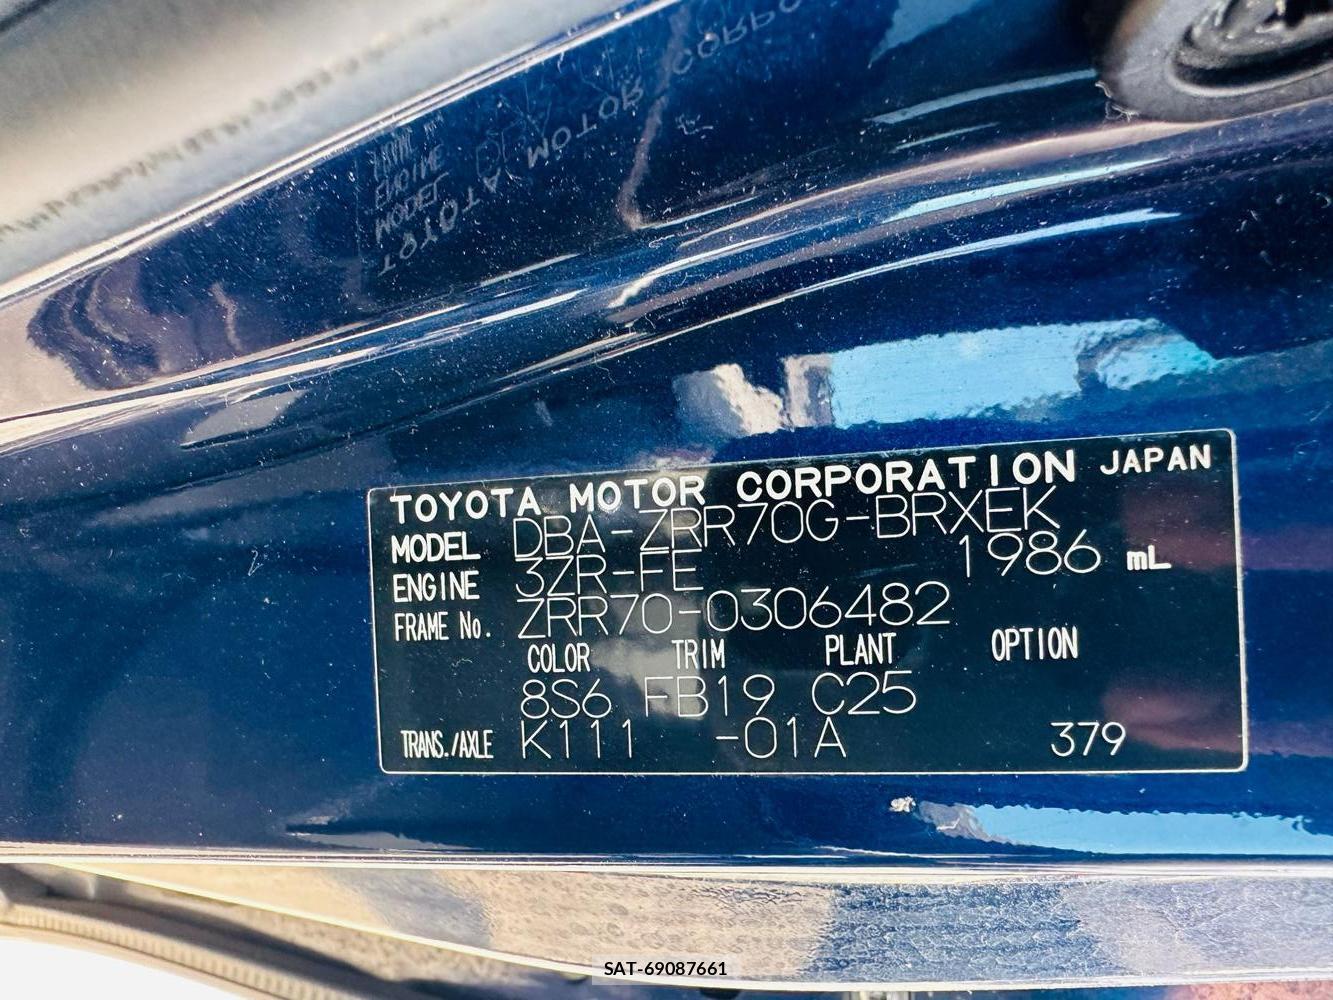 TOYOTA MOTOR CORPORATION JAPAN
MODEL DBA-ZRR70G-BRXEK
ENGINE 3ZR-FE 1986 mL
FRAME No. ZRR70-0306482
COLOR TRIM PLANT OPTION
8S6 FB19 C25
TRANS./AXLE K111 -01A 379
SAT-69087661